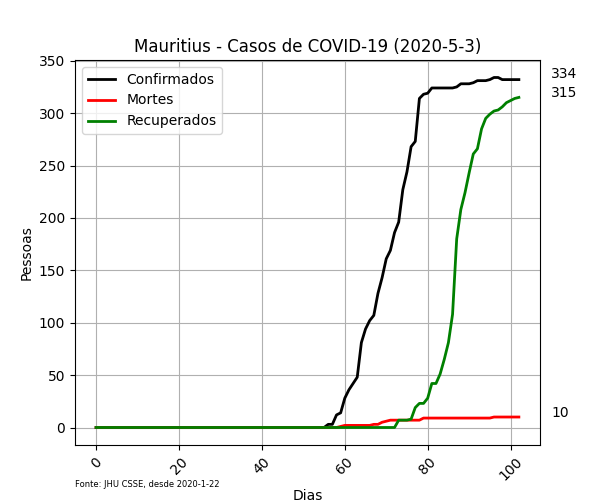 Mauritius - Casos de COVID-19 (2020-5-3)
Confirmados
Mortes
Recuperados
334
315
10
Pessoas
350
300
250
200
150
100
50
0
0 20 40 60 80 100
Fonte: JHU CSSE, desde 2020-1-22
Dias